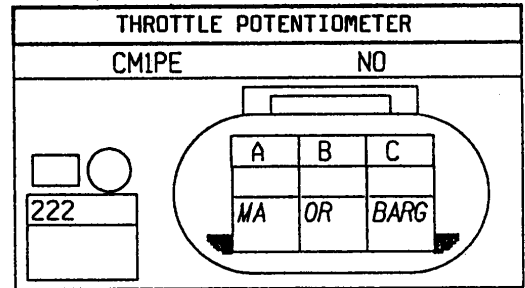 THROTTLE POTENTIOMETER
CM1PE NO
A B C
222
MA OR BARG